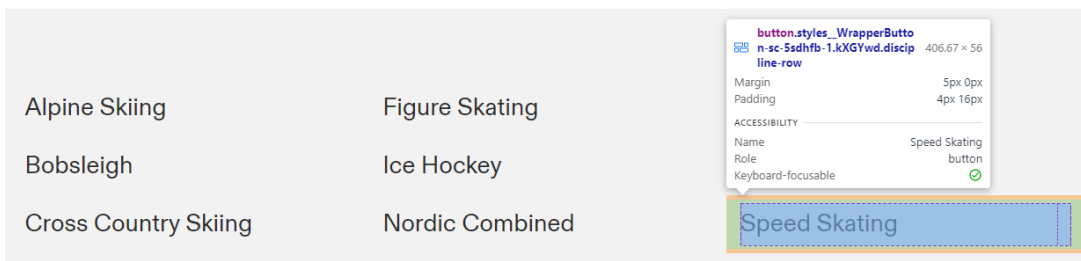 button.styles__WrapperButto
n-sc-5sdhfb-1.kXGYwd.discip 406.67 × 56
line-row
Margin 5px 0px
Padding 4px 16px
ACCESSIBILITY
Name Speed Skating
Role button
Keyboard-focusable
Alpine Skiing Figure Skating
Bobsleigh Ice Hockey
Cross Country Skiing Nordic Combined Speed Skating